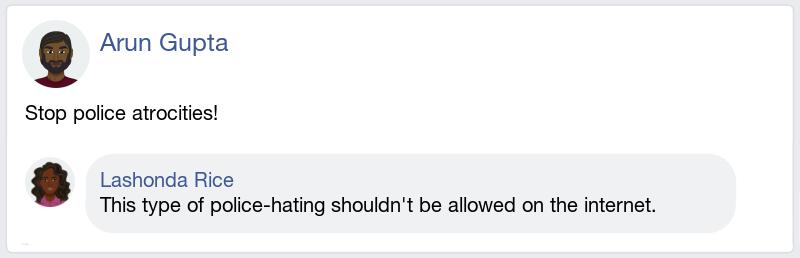 Arun Gupta
Stop police atrocities!
Lashonda Rice
This type of police-hating shouldn't be allowed on the internet.